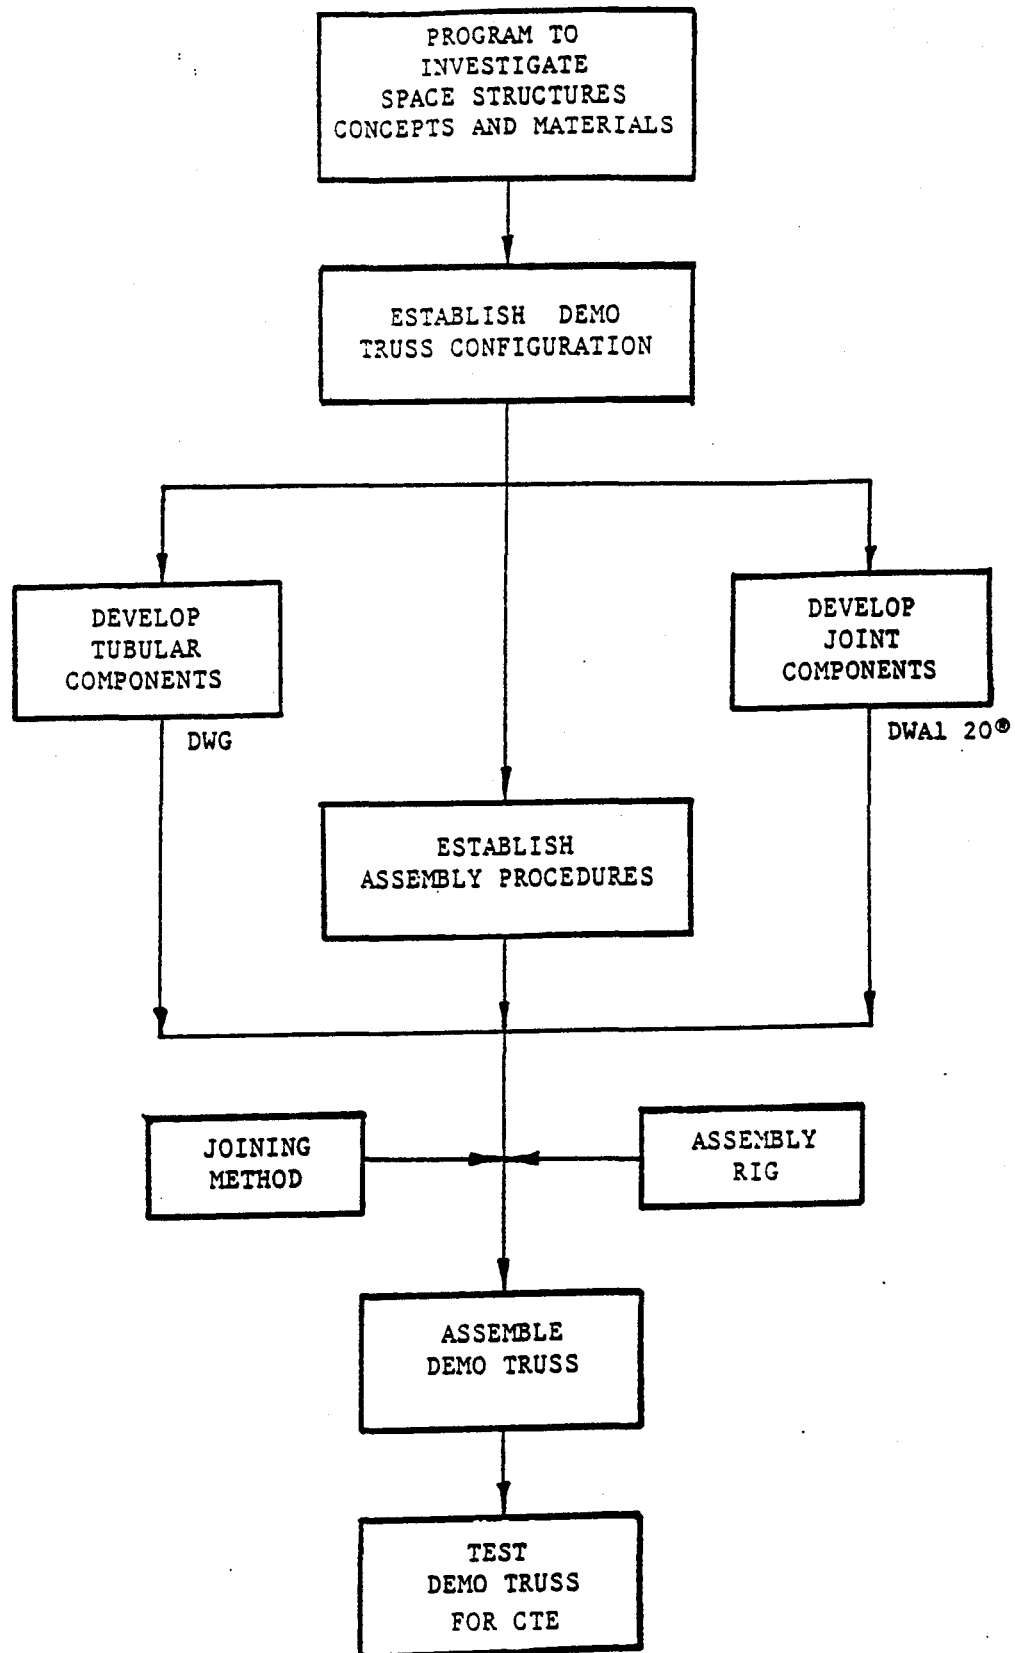 PROGRAM TO
INVESTIGATE
SPACE STRUCTURES
CONCEPTS AND MATERIALS
ESTABLISH DEMO
TRUSS CONFIGURATION
DEVELOP
TUBULAR
COMPONENTS
DWG
DEVELOP
JOINT
COMPONENTS
DWAl 20®
ESTABLISH
ASSEMBLY PROCEDURES
JOINING
METHOD
ASSEMBLY
RIG
ASSEMBLE
DEMO TRUSS
TEST
DEMO TRUSS
FOR CTE